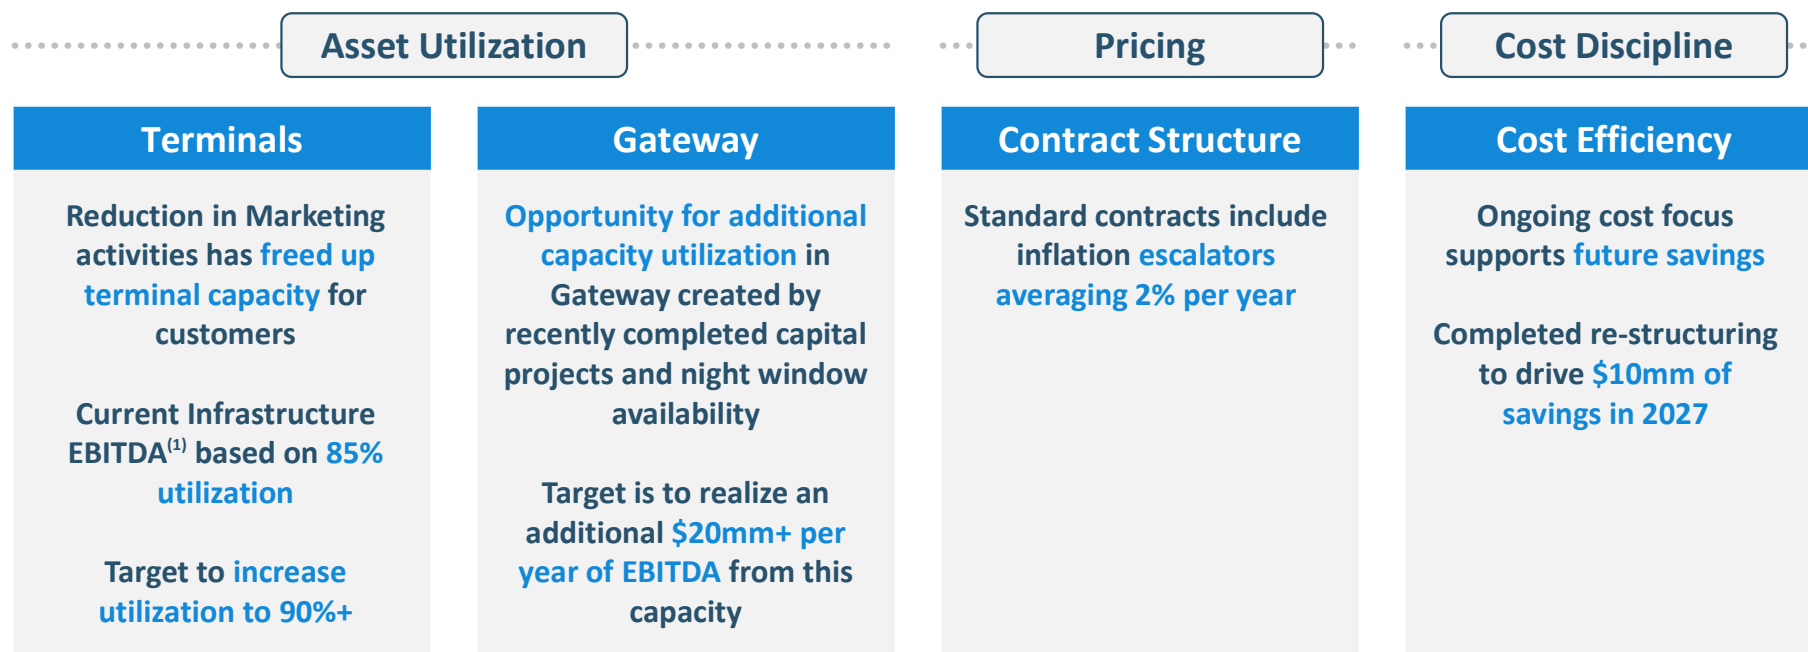 Asset Utilization
Pricing
Cost Discipline
Terminals
Reduction in Marketing
activities has freed up
terminal capacity for
customers
Current Infrastructure
EBITDA(1) based on 85%
utilization
Target to increase
utilization to 90%+
Gateway
Opportunity for additional
capacity utilization in
Gateway created by
recently completed capital
projects and night window
availability
Target is to realize an
additional $20mm+ per
year of EBITDA from this
capacity
Contract Structure
Standard contracts include
inflation escalators
averaging 2% per year
Cost Efficiency
Ongoing cost focus
supports future savings
Completed re-structuring
to drive $10mm of
savings in 2027